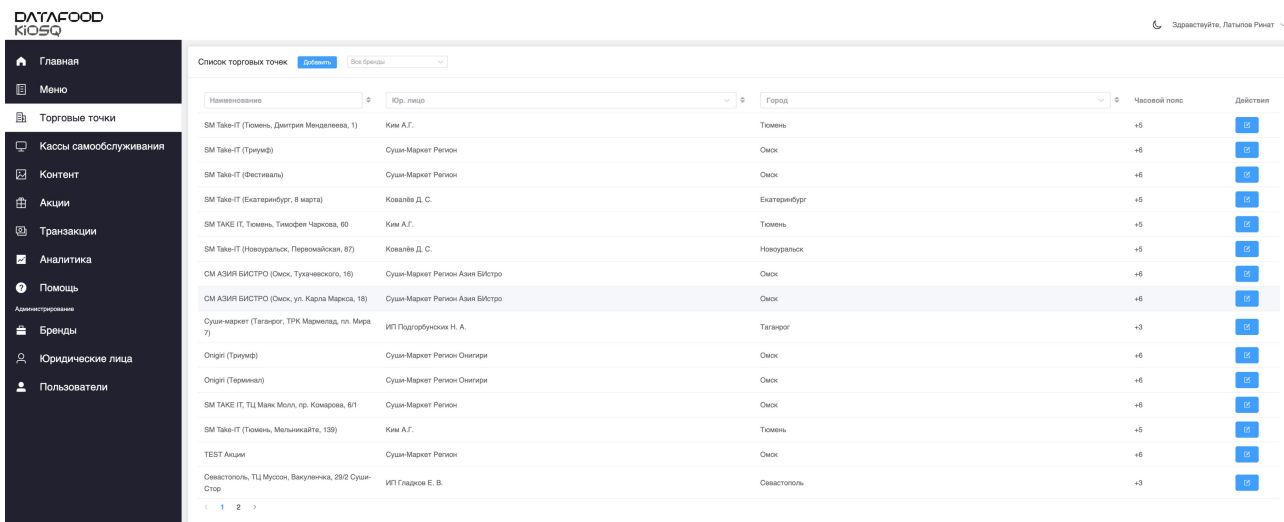 DATAFOOD
KiOSQ
Здравствуйте, Латыпов Ринат
Главная
Меню
Торговые точки
Кассы самообслуживания
Контент
Акции
Транзакции
Аналитика
Помощь
Администрирование
Бренды
Юридические лица
Пользователи
Список торговых точек Добавить Все бренды
Наименование Юр. лицо Город Часовой пояс Действия
SM Take-IT (Тюмень, Дмитрия Менделеева, 1) Ким А.Г. Тюмень +5
SM Take-IT (Триумф) Суши-Маркет Регион Омск +6
SM Take-IT (Фестиваль) Суши-Маркет Регион Омск +6
SM Take-IT (Екатеринбург, 8 марта) Ковалёв Д. С. Екатеринбург +5
SM TAKE IT, Тюмень, Тимофея Чаркова, 60 Ким А.Г. Тюмень +5
SM Take-IT (Новоуральск, Первомайская, 87) Ковалёв Д. С. Новоуральск +5
СМ АЗИЯ БИСТРО (Омск, Тухачевского, 16) Суши-Маркет Регион Азия БИстро Омск +6
СМ АЗИЯ БИСТРО (Омск, ул. Карла Маркса, 18) Суши-Маркет Регион Азия БИстро Омск +6
Суши-маркет (Таганрог, ТРК Мармелад, пл. Мира
7) ИП Подгорбунских Н. А. Таганрог +3
Onigiri (Триумф) Суши-Маркет Регион Онигири Омск +6
Onigiri (Терминал) Суши-Маркет Регион Онигири Омск +6
SM TAKE IT, ТЦ Маяк Молл, пр. Комарова, 6/1 Суши-Маркет Регион Омск +6
SM Take-IT (Тюмень, Мельникайте, 139) Ким А.Г. Тюмень +5
TEST Акции Суши-Маркет Регион Омск +6
Севастополь, ТЦ Муссон, Вакуленчка, 29/2 Суши-
Стор ИП Гладков Е. В. Севастополь +3
1 2